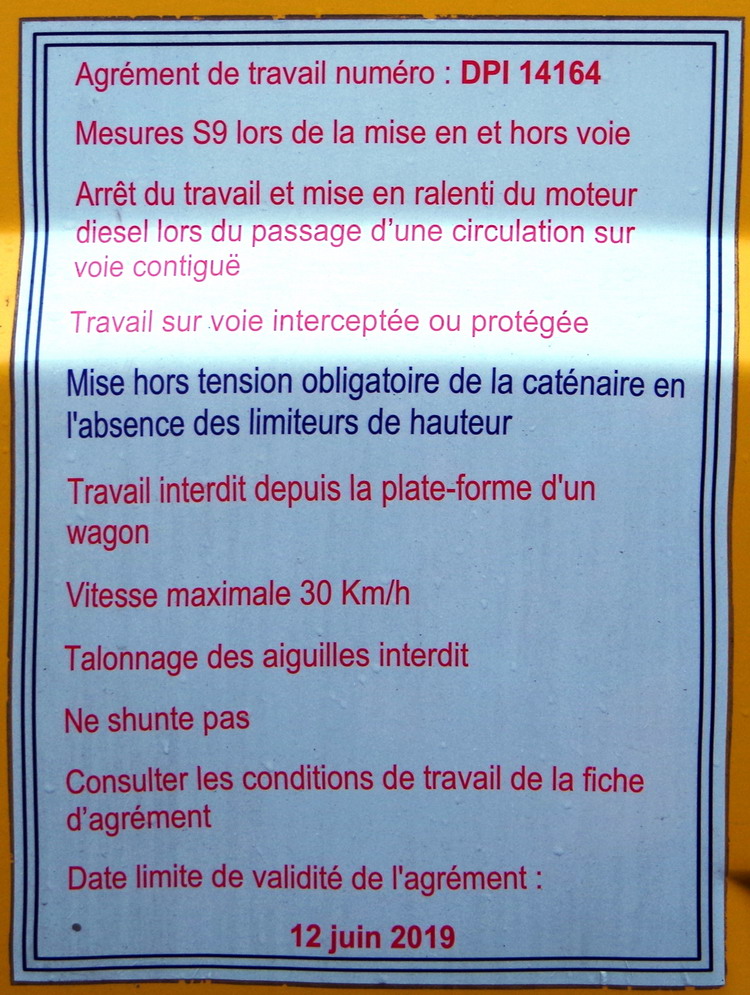 Agrément de travail numéro : DPI 14164
Mesures S9 lors de la mise en et hors voie
Arrêt du travail et mise en ralenti du moteur
diesel lors du passage d’une circulation sur
voie contiguë
Travail sur voie interceptée ou protégée
Mise hors tension obligatoire de la caténaire en
l'absence des limiteurs de hauteur
Travail interdit depuis la plate-forme d'un
wagon
Vitesse maximale 30 Km/h
Talonnage des aiguilles interdit
Ne shunte pas
Consulter les conditions de travail de la fiche
d’agrément
Date limite de validité de l'agrément :
12 juin 2019